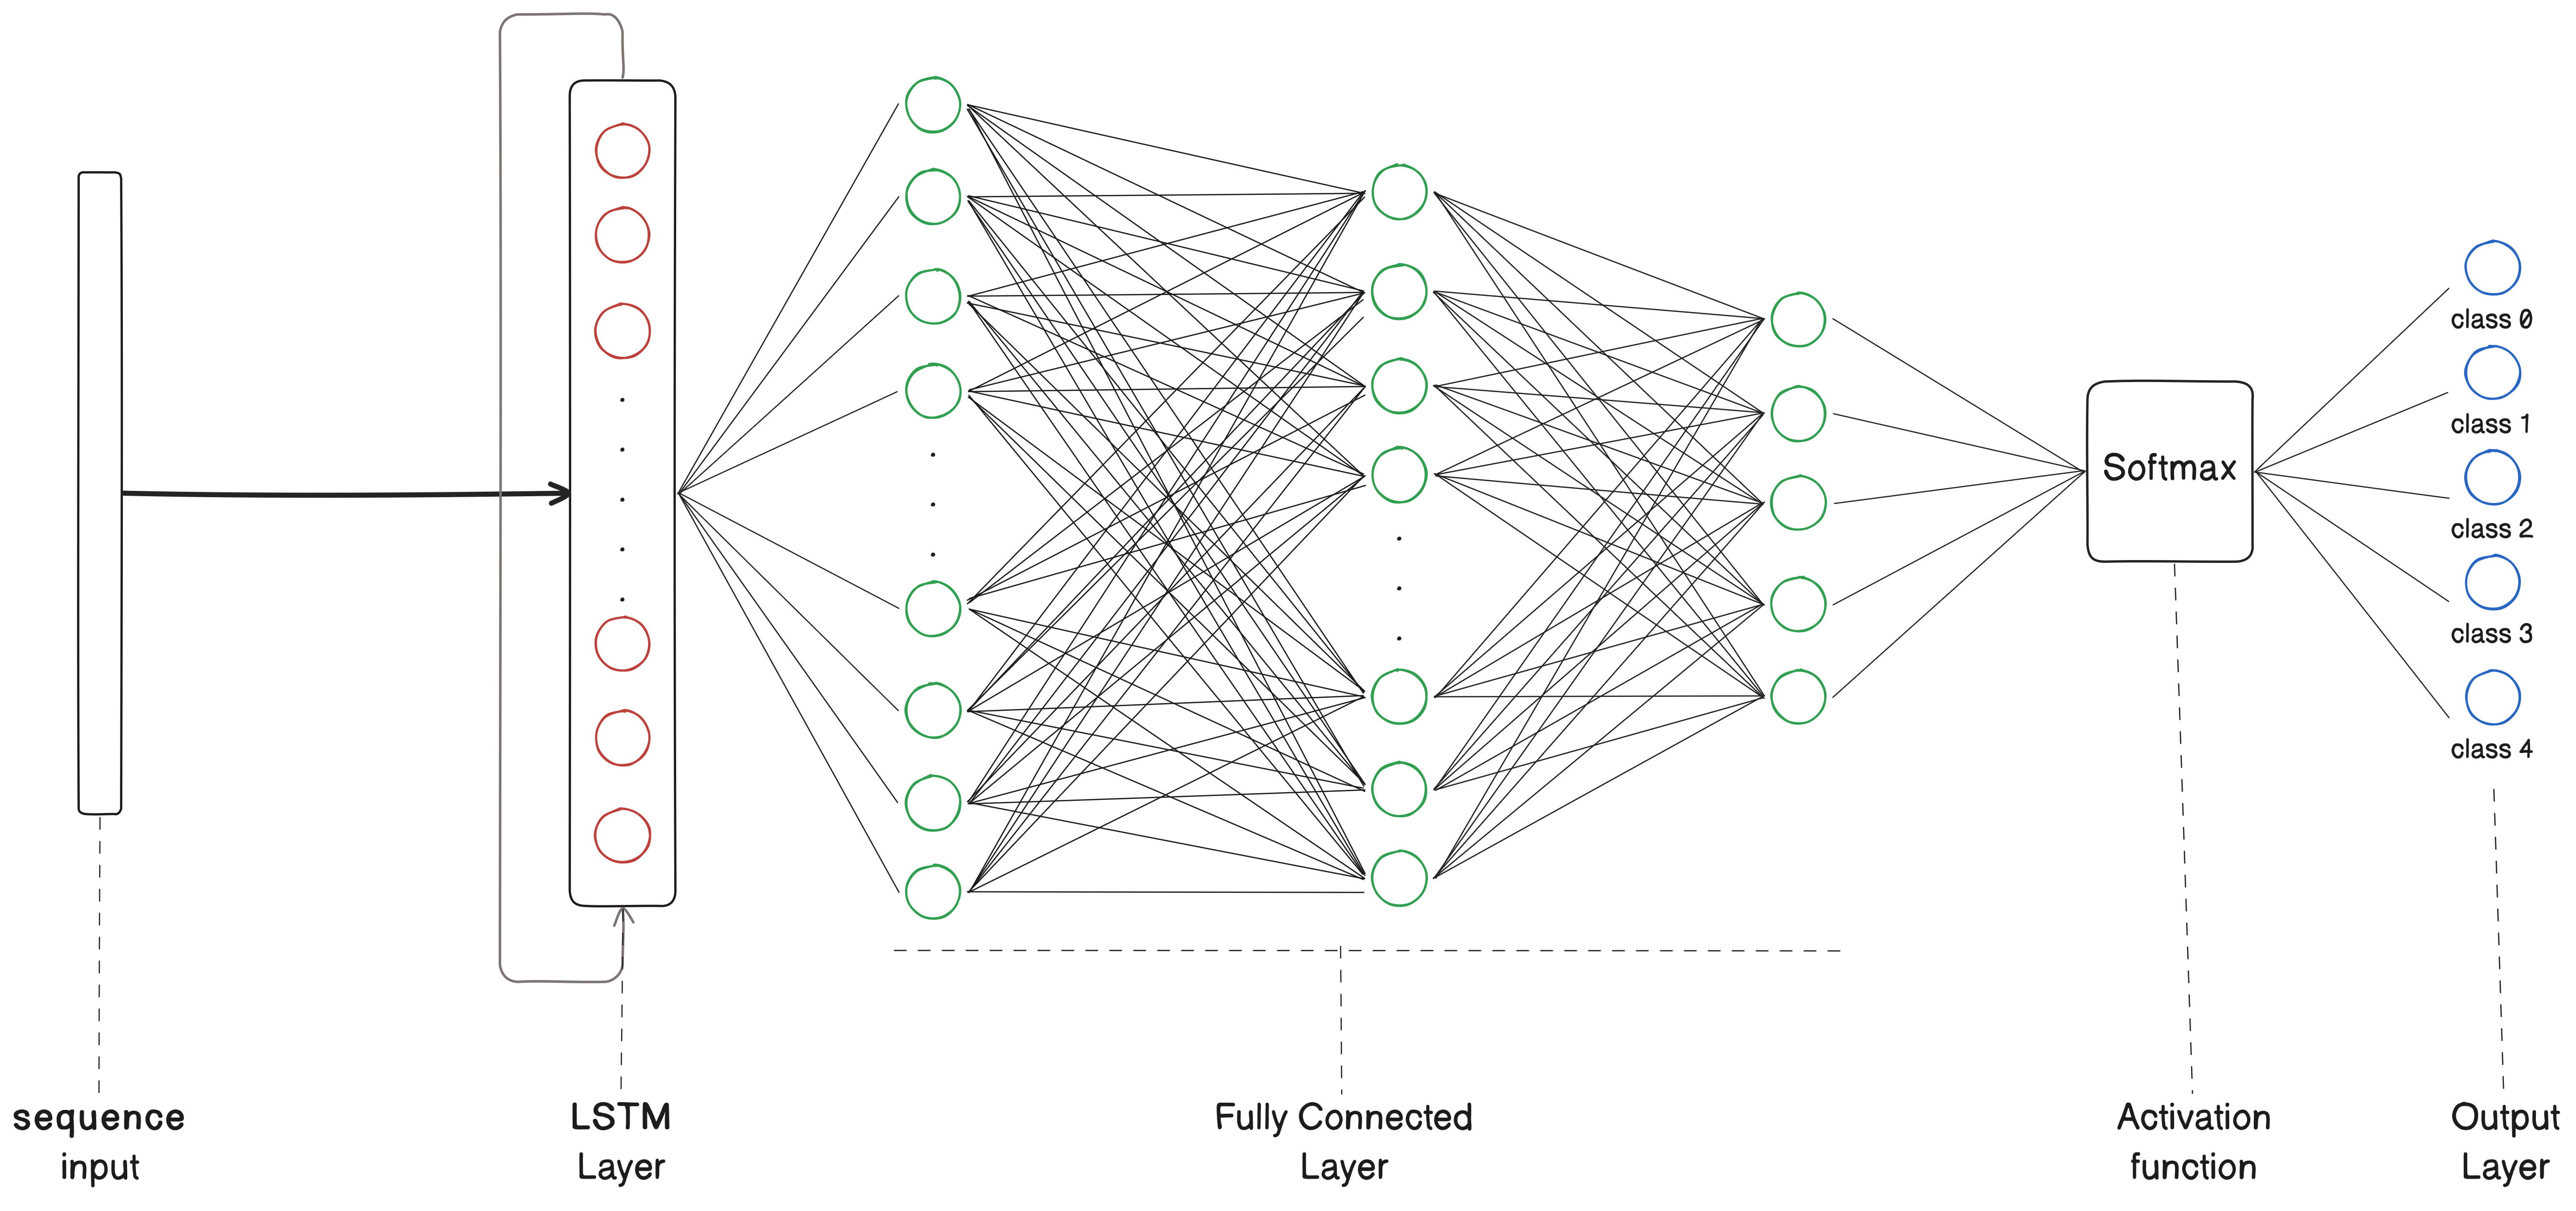 class 0
class 1
Softmax
class 2
class 3
class 4
sequence
input
LSTM
Layer
Fully Connected
Layer
Activation
function
Output
Layer